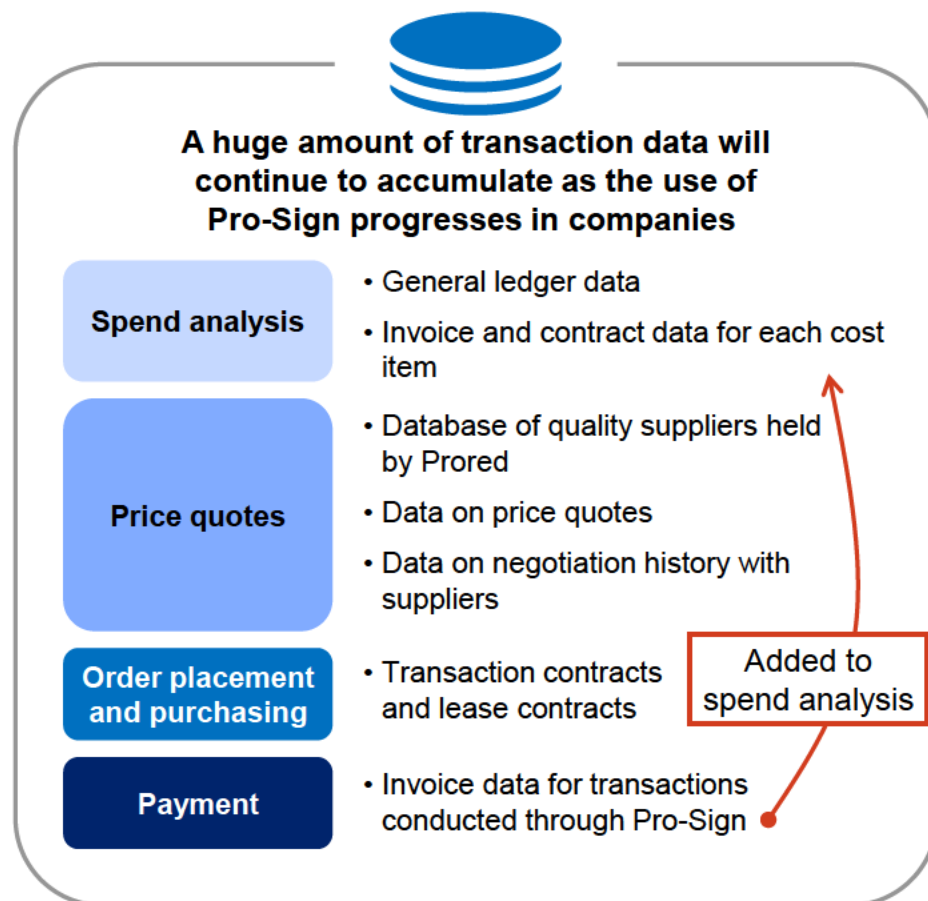 A huge amount of transaction data will
continue to accumulate as the use of
Pro-Sign progresses in companies
Spend analysis
• General ledger data
• Invoice and contract data for each cost
item
Price quotes
• Database of quality suppliers held
by Prored
• Data on price quotes
• Data on negotiation history with
suppliers
Order placement
and purchasing
• Transaction contracts
and lease contracts
Added to
spend analysis
Payment
• Invoice data for transactions
conducted through Pro-Sign